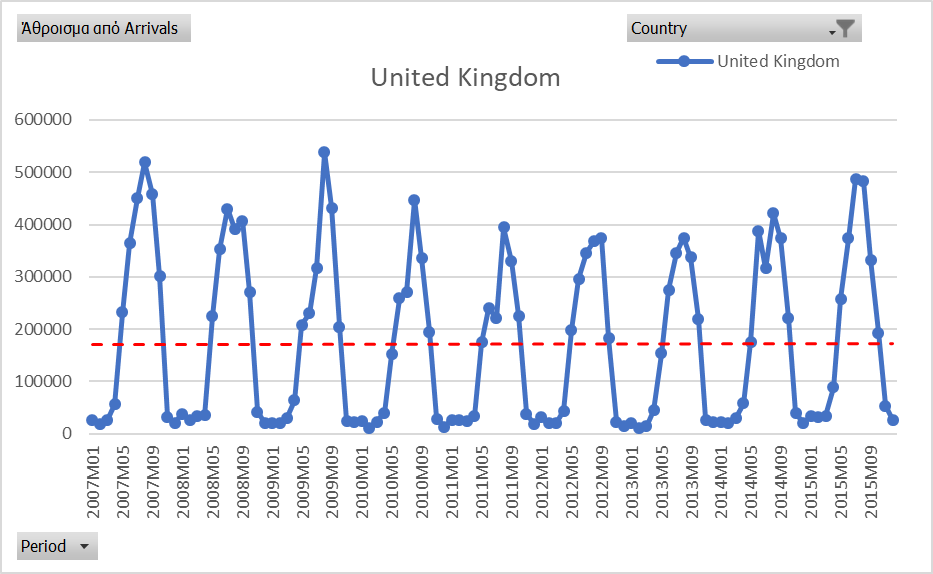 Άθροισμα από Arrivals
Country
United Kingdom
United Kingdom
600000
500000
400000
300000
200000
100000
0
2007M01
2007M05
2007M09
2008M01
2008M05
2008M09
2009M01
2009M05
2009M09
2010M01
2010M05
2010M09
2011M01
2011M05
2011M09
2012M01
2012M05
2012M09
2013M01
2013M05
2013M09
2014M01
2014M05
2014M09
2015M01
2015M05
2015M09
Period